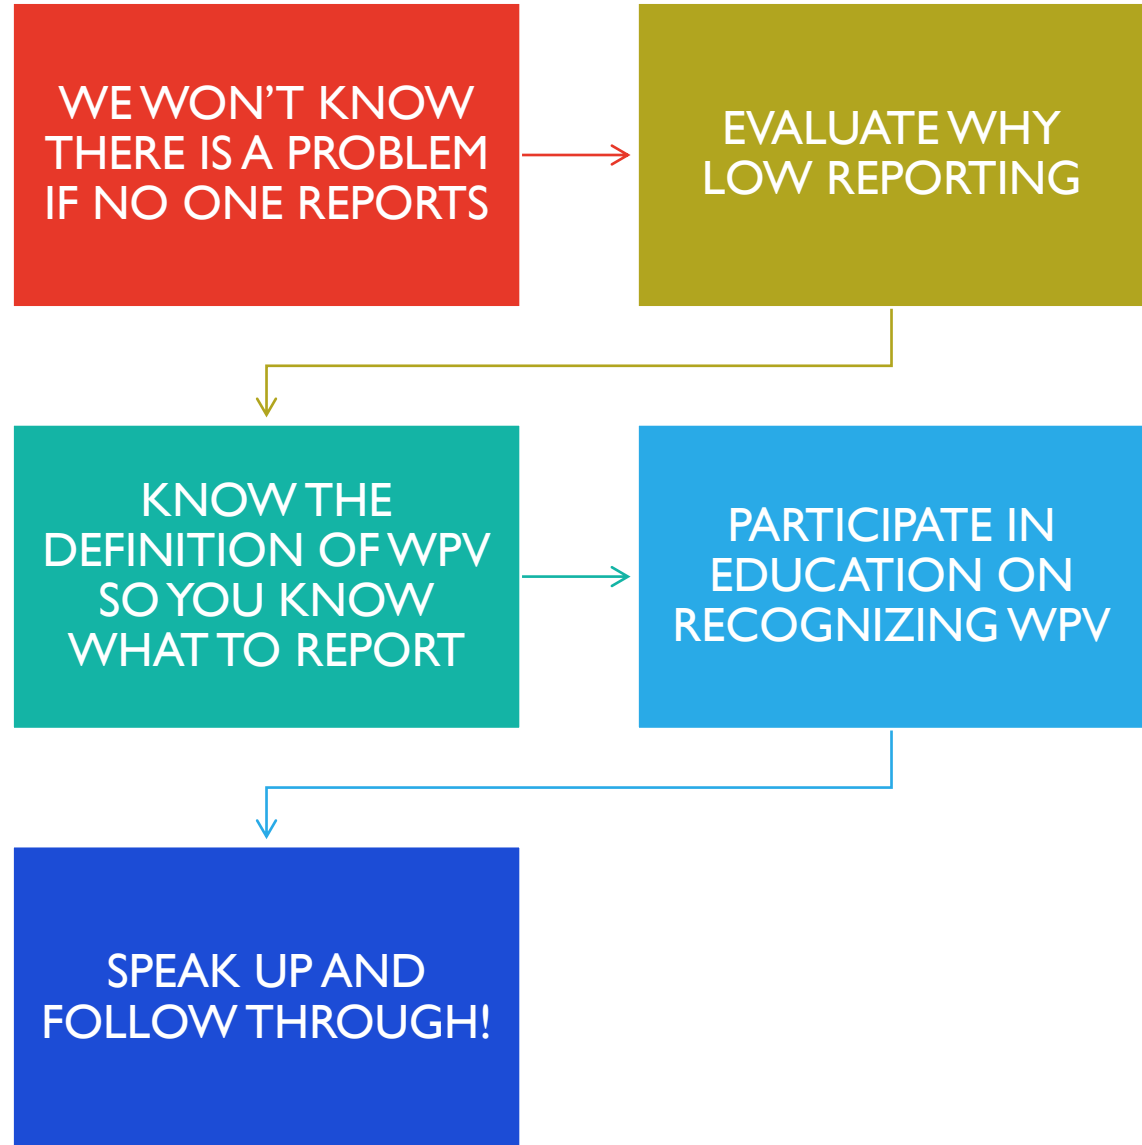 WE WON'T KNOW
THERE IS A PROBLEM
IF NO ONE REPORTS
EVALUATE WHY
LOW REPORTING
KNOW THE
DEFINITION OF WPV
SO YOU KNOW
WHAT TO REPORT
PARTICIPATE IN
EDUCATION ON
RECOGNIZING WPV
SPEAK UP AND
FOLLOW THROUGH!